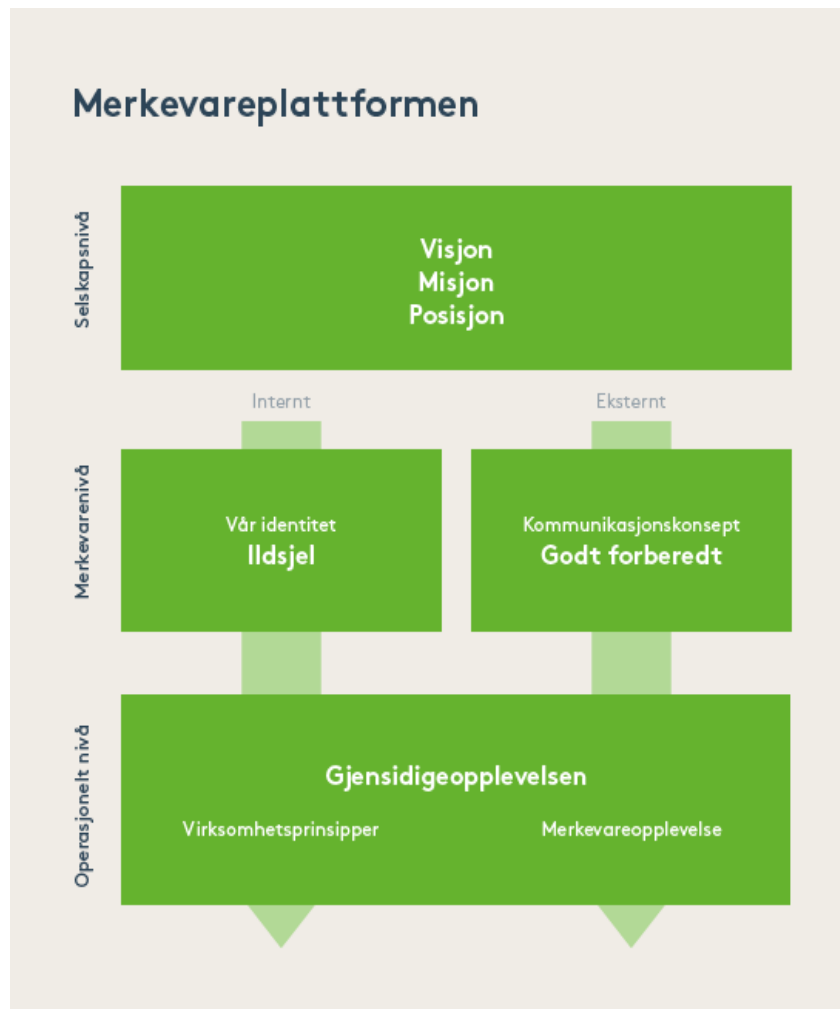 Merkevareplattformen
Selskapsnivå
Visjon
Misjon
Posisjon
Internt
Eksternt
Merkevarenivå
Vår identitet
Ildsjel
Kommunikasjonskonsept
Godt forberedt
Operasjonelt nivå
Gjensidigeopplevelsen
Virksomhetsprinsipper
Merkevareopplevelse